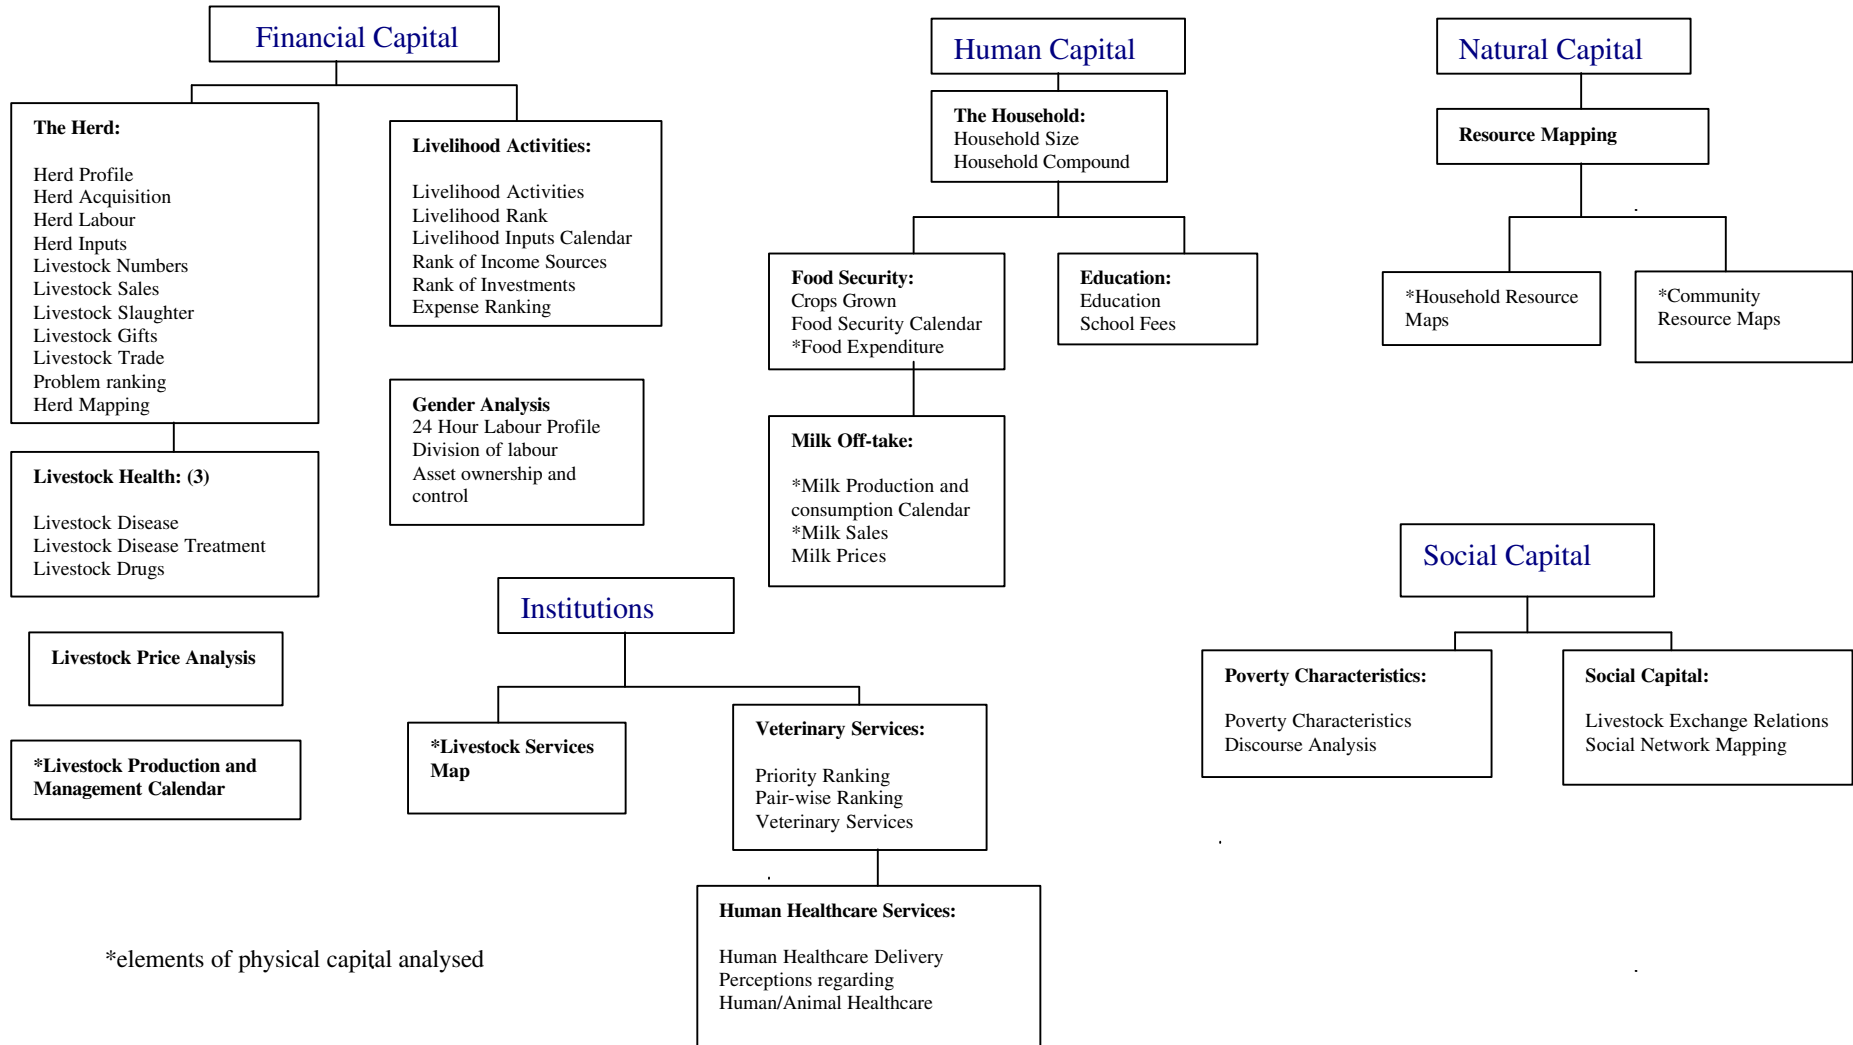 Financial Capital
The Herd:
Herd Profile
Herd Acquisition
Herd Labour
Herd Inputs
Livestock Numbers
Livestock Sales
Livestock Slaughter
Livestock Gifts
Livestock Trade
Problem ranking
Herd Mapping
Livestock Health: (3)
Livestock Disease
Livestock Disease Treatment
Livestock Drugs
Livestock Price Analysis
*Livestock Production and
Management Calendar
Livelihood Activities:
Livelihood Activities
Livelihood Rank
Livelihood Inputs Calendar
Rank of Income Sources
Rank of Investments
Expense Ranking
Gender Analysis
24 Hour Labour Profile
Division of labour
Asset ownership and
control
Institutions
*Livestock Services
Map
Veterinary Services:
Priority Ranking
Pair-wise Ranking
Veterinary Services
Human Healthcare Services:
Human Healthcare Delivery
Perceptions regarding
Human/Animal Healthcare
Human Capital
The Household:
Household Size
Household Compound
Food Security:
Crops Grown
Food Security Calendar
*Food Expenditure
Education:
Education
School Fees
Milk Off-take:
*Milk Production and
consumption Calendar
*Milk Sales
Milk Prices
Natural Capital
Resource Mapping
*Household Resource
Maps
*Community
Resource Maps
Social Capital
Poverty Characteristics:
Poverty Characteristics
Discourse Analysis
Social Capital:
Livestock Exchange Relations
Social Network Mapping
*elements of physical capital analysed